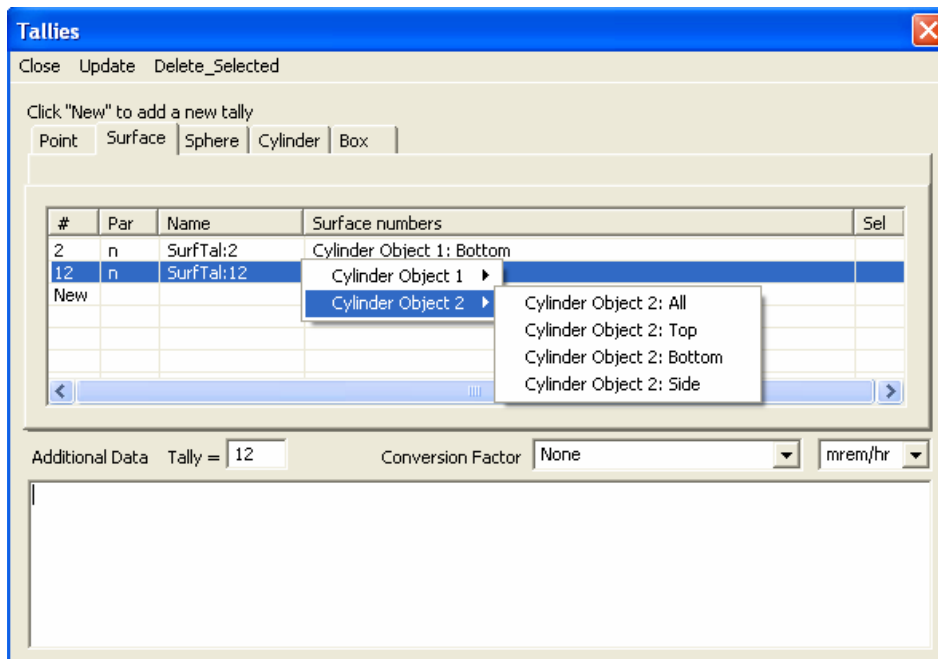 Tallies
Close Update Delete_Selected
Click "New" to add a new tally
Point Surface Sphere Cylinder Box
# Par Name Surface numbers Sel
2 n SurfTal:2 Cylinder Object 1: Bottom
12 n SurfTal:12
Cylinder Object 1
New
Cylinder Object 2
Cylinder Object 2: All
Cylinder Object 2: Top
Cylinder Object 2: Bottom
Cylinder Object 2: Side
Additional Data Tally = 12 Conversion Factor None mrem/hr